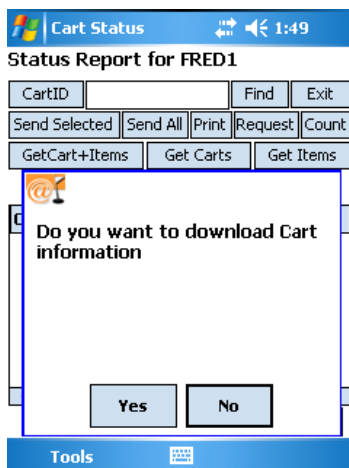 Cart Status 1:49
Status Report for FRED1
CartID Find Exit
Send Selected Send All Print Request Count
GetCart+Items Get Carts Get Items
@
C
Do you want to download Cart
information
Yes No
Tools